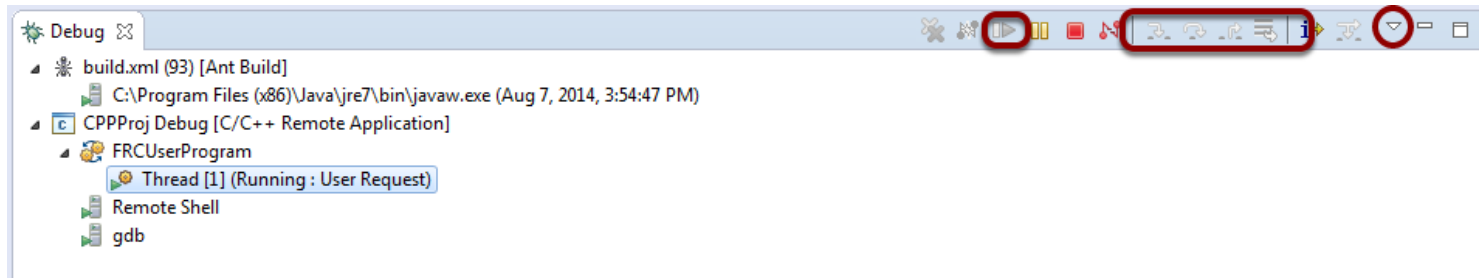 Debug
build.xml (93) [Ant Build]
C:\Program Files (x86)\Java\jre7\bin\javaw.exe (Aug 7, 2014, 3:54:47 PM)
CPPProj Debug [C/C++ Remote Application]
FRCUserProgram
Thread [1] (Running : User Request)
Remote Shell
gdb